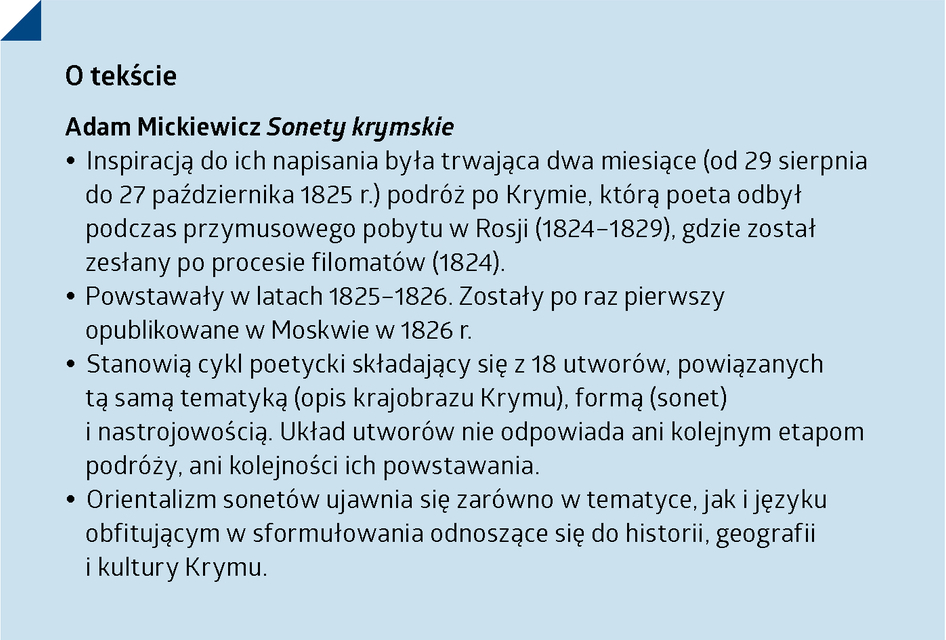 O tekście
Adam Mickiewicz Sonety krymskie
• Inspiracją do ich napisania była trwająca dwa miesiące (od 29 sierpnia
do 27 października 1825 r.) podróż po Krymie, którą poeta odbył
podczas przymusowego pobytu w Rosji (1824–1829), gdzie został
zesłany po procesie filomatów (1824).
• Powstawały w latach 1825–1826. Zostały po raz pierwszy
opublikowane w Moskwie w 1826 r.
• Stanowią cykl poetycki składający się z 18 utworów, powiązanych
tą samą tematyką (opis krajobrazu Krymu), formą (sonet)
i nastrojowością. Układ utworów nie odpowiada ani kolejnym etapom
podróży, ani kolejności ich powstawania.
• Orientalizm sonetów ujawnia się zarówno w tematyce, jak i języku
obfitującym w sformułowania odnoszące się do historii, geografii
i kultury Krymu.